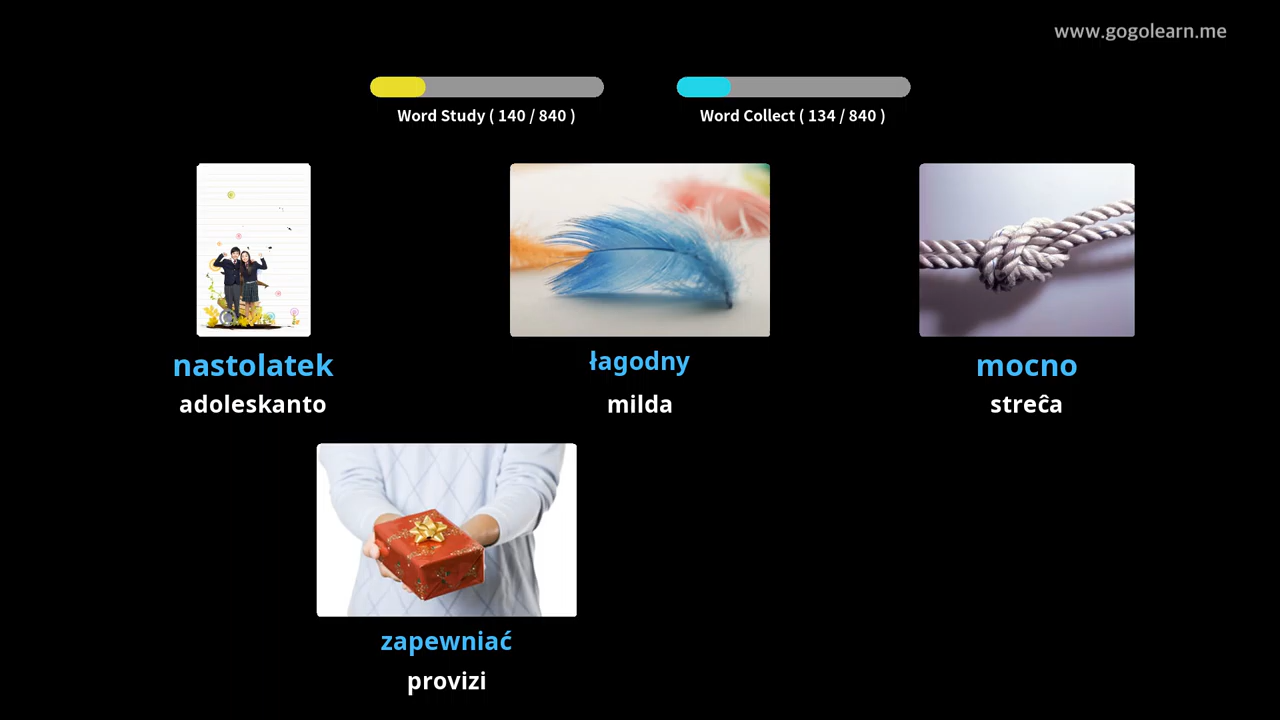 www.gogolearn.me
Word Study ( 140 / 840 )
Word Collect ( 134 / 840 )
nastolatek
adoleskanto
łagodny
milda
mocno
streĉa
zapewniać
provizi